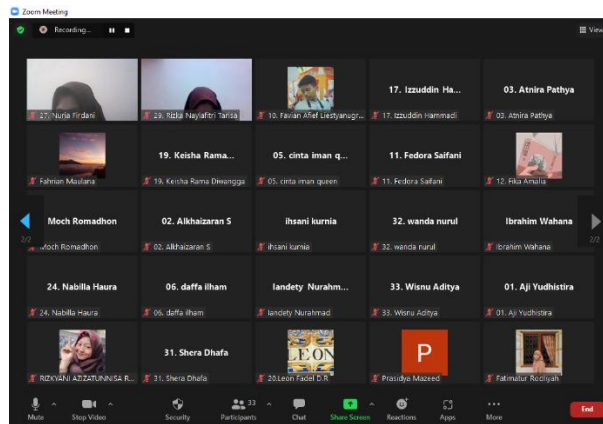 Zoom Meeting
Recording...
View
27. Nurja Firdani
29. Rizka Naylafitri Tarisa
10. Favian Afief Liestyanugr...
17. Izzuddin Ha...
17. Izzuddin Hammadi
03. Atnira Pathya
03. Atnira Pathya
Fahrian Maulana
19. Keisha Rama...
19. Keisha Rama Diwangga
05. cinta iman q...
05. cinta iman queen
11. Fedora Saifani
11. Fedora Saifani
12. Fika Amalia
2/2
Moch Romadhon
Moch Romadhon
02. Alkhaizaran S
02. Alkhaizaran S
ihsani kurnia
ihsani kurnia
32. wanda nurul
32. wanda nurul
Ibrahim Wahana
Ibrahim Wahana
2/2
24. Nabilla Haura
24. Nabilla Haura
06. daffa ilham
06. daffa ilham
landety Nurahm...
landety Nurahmad
33. Wisnu Aditya
33. Wisnu Aditya
01. Aji Yudhistira
01. Aji Yudhistira
RIZKYANI AZIZATUNNISA R...
31. Shera Dhafa
31. Shera Dhafa
LEON
20.Leon Fadel D.R
P
Prasidya Mazeed
Fatimatur Rodliyah
Mute
Stop Video
Security
33
Participants
Chat
Share Screen
Reactions
Apps
More
End